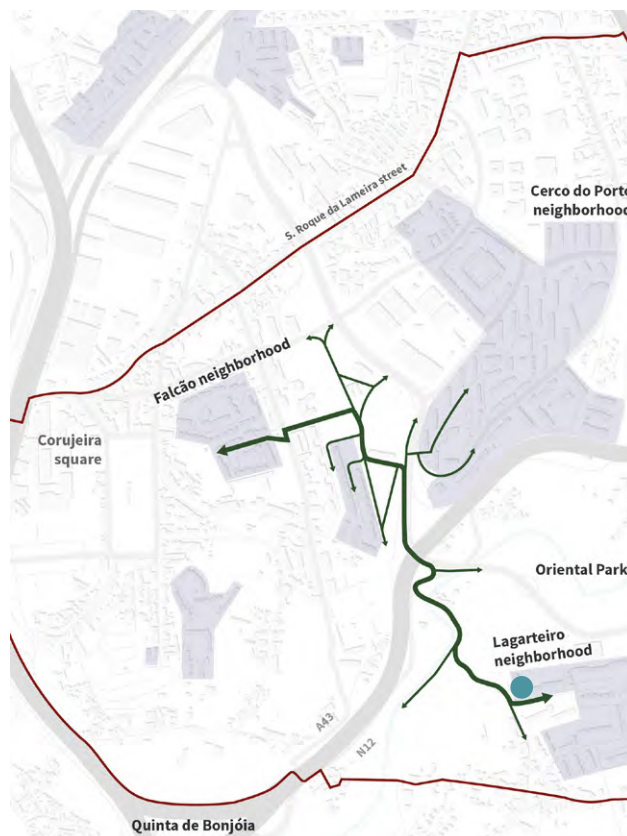 Cerco do Porto
neighborhood
S. Roque da Lameira street
Falcão neighborhood
Corujeira
square
Oriental Park
Lagarteiro
neighborhood
A43
N12
Quinta de Bonjóia